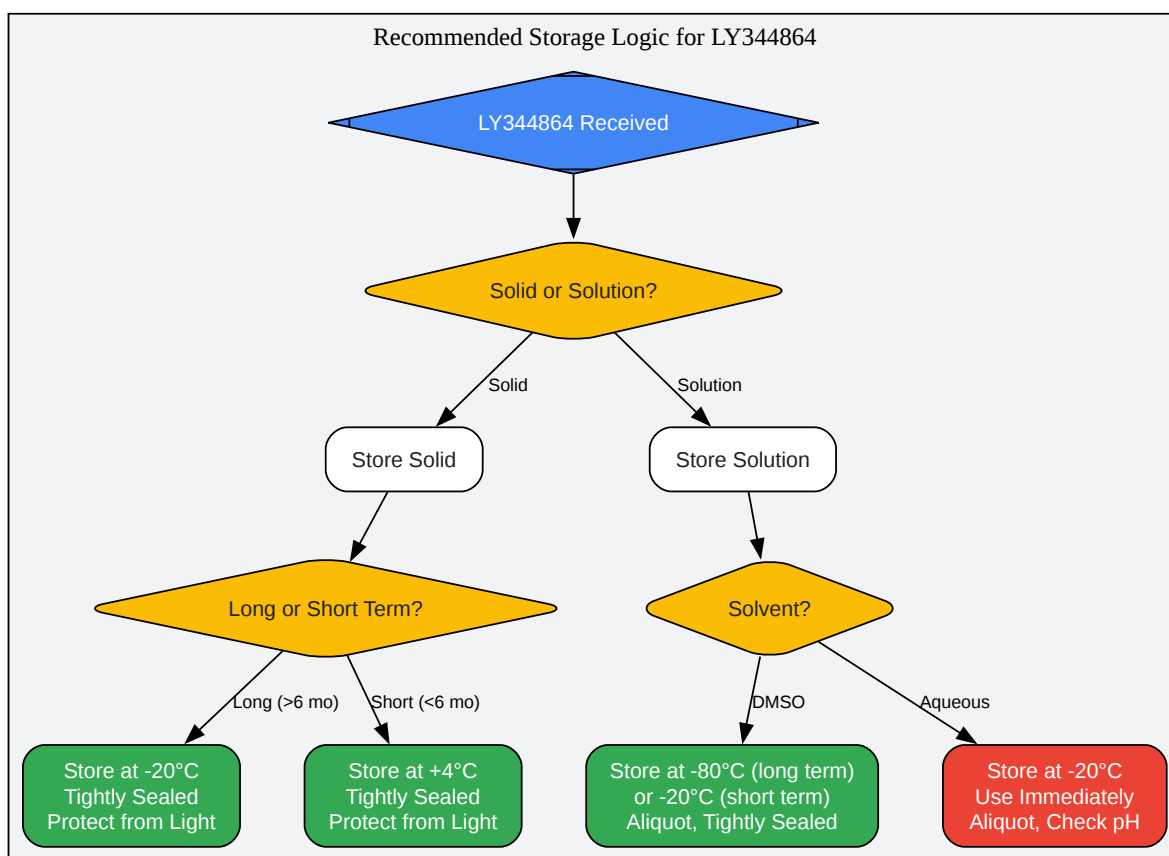 Recommended Storage Logic for LY344864
LY344864 Received
Solid or Solution?
Solid
Solution
Store Solid
Store Solution
Long or Short Term?
Solvent?
Long (>6 mo)
Short (<6 mo)
DMSO
Aqueous
Store at -20°C
Tightly Sealed
Protect from Light
Store at +4°C
Tightly Sealed
Protect from Light
Store at -80°C (long term)
or -20°C (short term)
Aliquot, Tightly Sealed
Store at -20°C
Use Immediately
Aliquot, Check pH